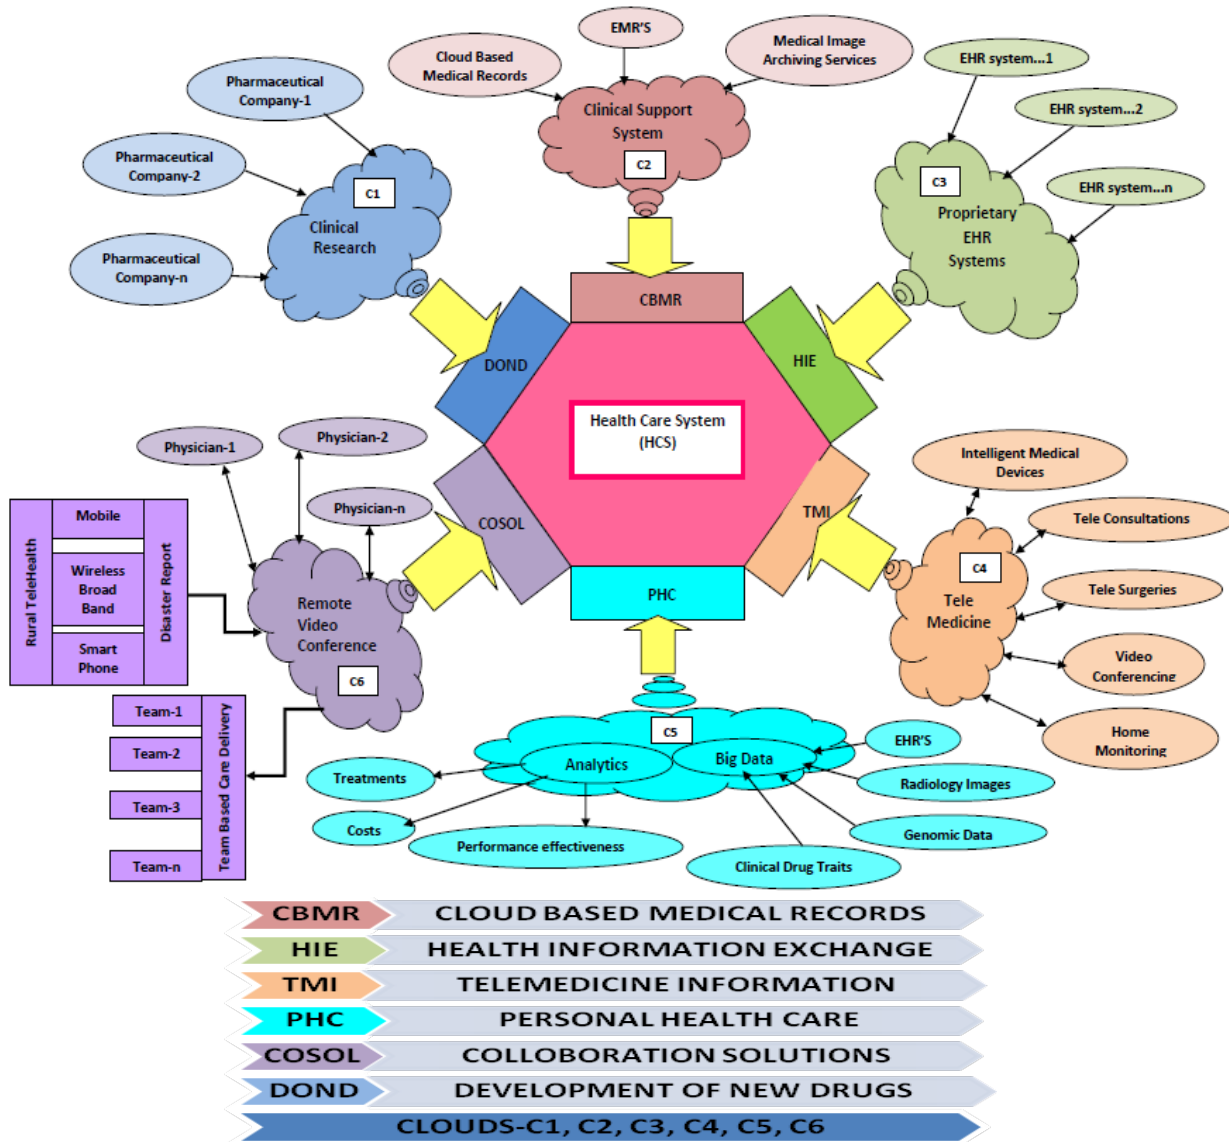 EMR'S
Cloud Based
Medical Records
Medical Image
Archiving Services
Clinical Support
System
C2
Pharmaceutical
Company-1
Pharmaceutical
Company-2
Pharmaceutical
Company-n
C1
Clinical
Research
EHR system...1
EHR system...2
EHR system...n
C3
Proprietary
EHR
Systems
CBMR
DOND
HIE
Health Care System
(HCS)
COSOL
TMI
PHC
Physician-1
Physician-2
Physician-n
Rural TeleHealth
Mobile
Wireless
Broad
Band
Smart
Phone
Disaster Report
Remote
Video
Conference
C6
Team-1
Team-2
Team-3
Team-n
Team Based Care Delivery
Intelligent Medical
Devices
Tele Consultations
Tele Surgeries
Video
Conferencing
Home
Monitoring
C4
Tele
Medicine
C5
Analytics
Big Data
Treatments
Costs
Performance effectiveness
EHR'S
Radiology Images
Genomic Data
Clinical Drug Traits
CBMR CLOUD BASED MEDICAL RECORDS
HIE HEALTH INFORMATION EXCHANGE
TMI TELEMEDICINE INFORMATION
PHC PERSONAL HEALTH CARE
COSOL COLLOBORATION SOLUTIONS
DOND DEVELOPMENT OF NEW DRUGS
CLOUDS-C1, C2, C3, C4, C5, C6